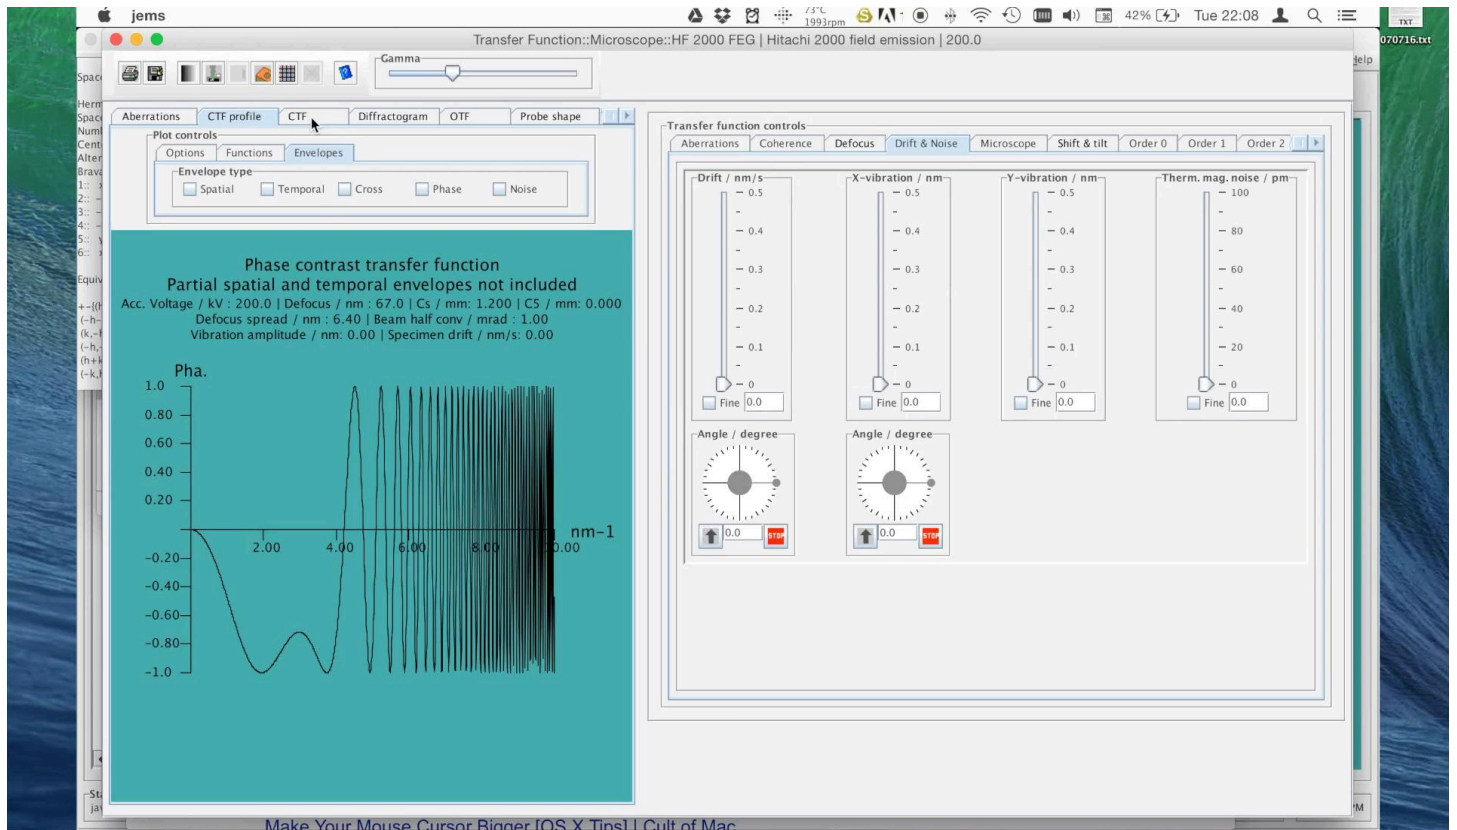 jems
73°C
1993rpm
42%
Tue 22:08
TXT
070716.txt
Transfer Function::Microscope::HF 2000 FEG | Hitachi 2000 field emission | 200.0
Help
Gamma
Aberrations
CTF profile
CTF
Diffractogram
OTF
Probe shape
Plot controls
Options
Functions
Envelopes
Envelope type
Spatial
Temporal
Cross
Phase
Noise
Phase contrast transfer function
Partial spatial and temporal envelopes not included
Acc. Voltage / kV : 200.0 | Defocus / nm : 67.0 | Cs / mm: 1.200 | C5 / mm: 0.000
Defocus spread / nm : 6.40 | Beam half conv / mrad : 1.00
Vibration amplitude / nm: 0.00 | Specimen drift / nm/s: 0.00
Pha.
1.0
0.80
0.60
0.40
0.20
-0.20
-0.40
-0.60
-0.80
-1.0
2.00
4.00
6.00
8.00
0.00
nm-1
Transfer function controls
Aberrations
Coherence
Defocus
Drift & Noise
Microscope
Shift & tilt
Order 0
Order 1
Order 2
Drift / nm/s
0.5
0.4
0.3
0.2
0.1
0
Fine 0.0
X-vibration / nm
0.5
0.4
0.3
0.2
0.1
0
Fine 0.0
Y-vibration / nm
0.5
0.4
0.3
0.2
0.1
0
Fine 0.0
Therm. mag. noise / pm
100
80
60
40
20
0
Fine 0.0
Angle / degree
0.0
STOP
Angle / degree
0.0
STOP
Make Your Mouse Cursor Bigger [OS X Tips] | Cult of Mac